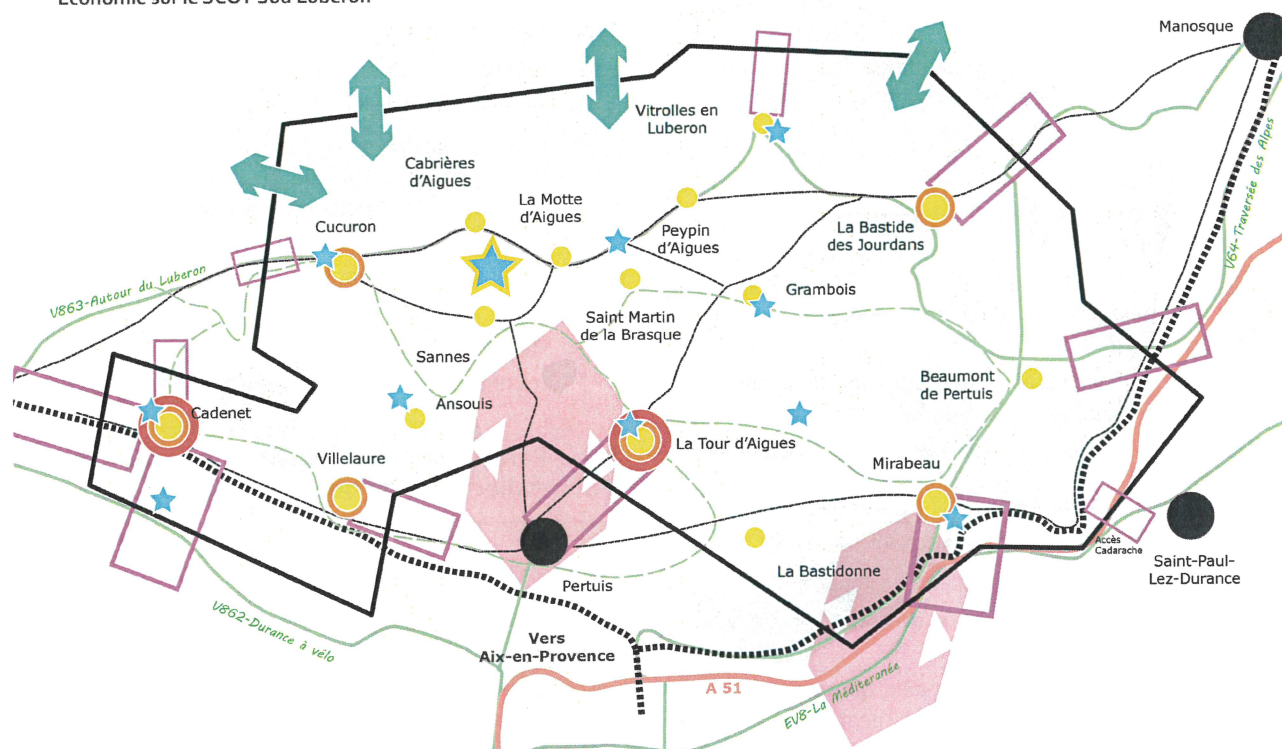 Economie sur le SCOT Sud Luberon
Manosque
Vitrolles en
Luberon
Cabrières
d'Aigues
La Motte
d'Aigues
Cucuron
Peypin
d'Aigues
La Bastide
des Jourdans
V64-Traversée des Alpes
V863-Autour du Luberon
Grambois
Saint Martin
de la Brasque
Sannes
Beaumont
de Pertuis
Cadenet
Ansouis
La Tour d'Aigues
Villelaure
Mirabeau
Accès
Cadarache
Saint-Paul-
Lez-Durance
La Bastidonne
Pertuis
V862-Durance à vélo
Vers
Aix-en-Provence
A 51
EV8-La Méditeranée